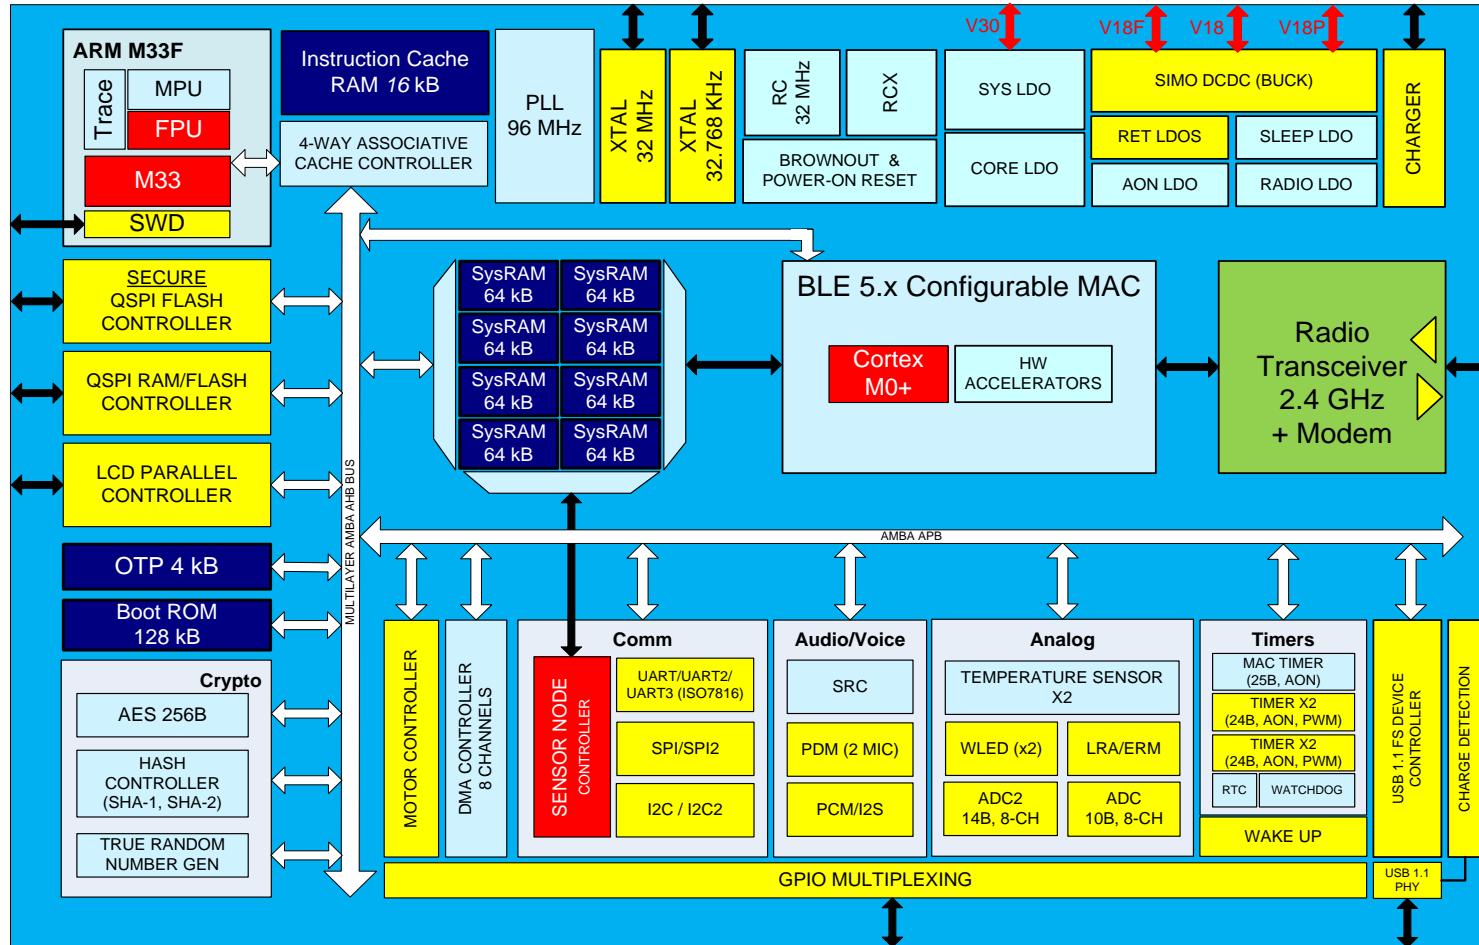 V30
V18F
V18
V18P
ARM M33F
Trace
MPU
FPU
M33
SWD
Instruction Cache
RAM 16 kB
4-WAY ASSOCIATIVE
CACHE CONTROLLER
PLL
96 MHz
XTAL
32 MHz
XTAL
32.768 KHz
RC
32 MHz
RCX
BROWNOUT &
POWER-ON RESET
SYS LDO
CORE LDO
SIMO DCDC (BUCK)
RET LDOS
SLEEP LDO
AON LDO
RADIO LDO
CHARGER
SECURE
QSPI FLASH
CONTROLLER
QSPI RAM/FLASH
CONTROLLER
LCD PARALLEL
CONTROLLER
OTP 4 kB
Boot ROM
128 kB
Crypto
AES 256B
HASH
CONTROLLER
(SHA-1, SHA-2)
TRUE RANDOM
NUMBER GEN
MULTILAYER AMBA AHB BUS
SysRAM
64 kB
SysRAM
64 kB
SysRAM
64 kB
SysRAM
64 kB
SysRAM
64 kB
SysRAM
64 kB
SysRAM
64 kB
SysRAM
64 kB
BLE 5.x Configurable MAC
Cortex
M0+
HW
ACCELERATORS
Radio
Transceiver
2.4 GHz
+ Modem
AMBA APB
MOTOR CONTROLLER
DMA CONTROLLER
8 CHANNELS
Comm
SENSOR NODE
CONTROLLER
UART/UART2/
UART3 (ISO7816)
SPI/SPI2
I2C / I2C2
Audio/Voice
SRC
PDM (2 MIC)
PCM/I2S
Analog
TEMPERATURE SENSOR
X2
WLED (x2)
LRA/ERM
ADC2
14B, 8-CH
ADC
10B, 8-CH
Timers
MAC TIMER
(25B, AON)
TIMER X2
(24B, AON, PWM)
TIMER X2
(24B, AON, PWM)
RTC
WATCHDOG
WAKE UP
USB 1.1 FS DEVICE
CONTROLLER
CHARGE DETECTION
GPIO MULTIPLEXING
USB 1.1
PHY